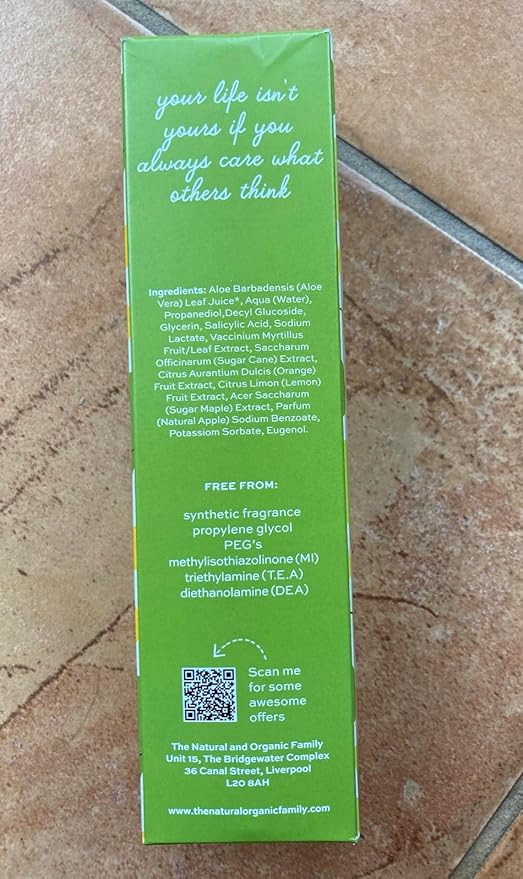 your life isn't
yours if you
always care what
others think
Ingredients: Aloe Barbadensis (Aloe
Vera) Leaf Juice*, Aqua (Water),
Propanediol,Decyl Glucoside,
Glycerin, Salicylic Acid, Sodium
Lactate, Vaccinium Myrtillus
Fruit/Leaf Extract, Saccharum
Officinarum (Sugar Cane) Extract,
Citrus Aurantium Dulcis (Orange)
Fruit Extract, Citrus Limon (Lemon)
Fruit Extract, Acer Saccharum
(Sugar Maple) Extract, Parfum
(Natural Apple) Sodium Benzoate,
Potassium Sorbate, Eugenol.
FREE FROM:
synthetic fragrance
propylene glycol
PEG's
methylisothiazolinone (MI)
triethylamine (T.E.A)
diethanolamine (DEA)
Scan me
for some
awesome
offers
The Natural and Organic Family
Unit 15, The Bridgewater Complex
36 Canal Street, Liverpool
L20 8AH
www.thenaturalorganicfamily.com